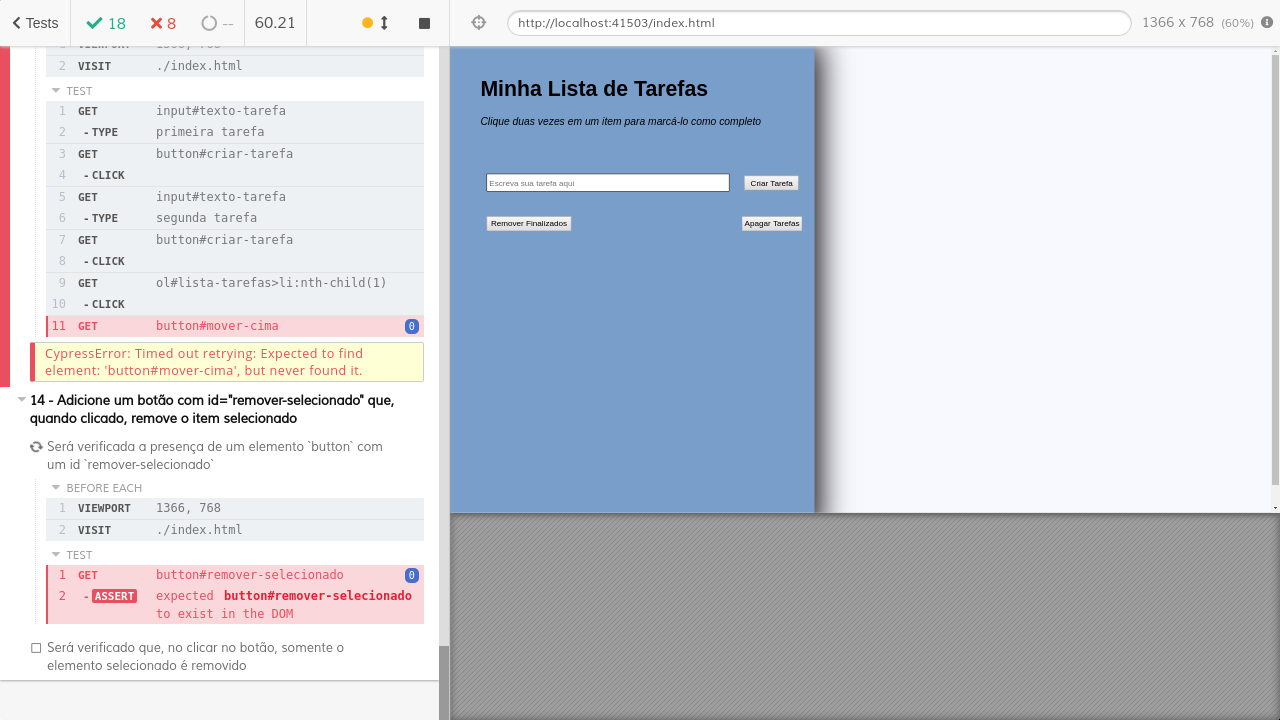 Tests
18
8
--
60.21
http://localhost:41503/index.html
1366 x 768 (60%)
1 VIEWPORT 1366, 768
2 VISIT ./index.html
TEST
1 GET input#texto-tarefa
2 -TYPE primeira tarefa
3 GET button#criar-tarefa
4 -CLICK
5 GET input#texto-tarefa
6 -TYPE segunda tarefa
7 GET button#criar-tarefa
8 -CLICK
9 GET ol#lista-tarefas>li:nth-child(1)
10 -CLICK
11 GET button#mover-cima 0
CypressError: Timed out retrying: Expected to find
element: 'button#mover-cima', but never found it.
14 - Adicione um botão com id="remover-selecionado" que,
quando clicado, remove o item selecionado
Será verificada a presença de um elemento `button` com
um id `remover-selecionado`
BEFORE EACH
1 VIEWPORT 1366, 768
2 VISIT ./index.html
TEST
1 GET button#remover-selecionado 0
2 -ASSERT expected button#remover-selecionado
to exist in the DOM
Será verificado que, no clicar no botão, somente o
elemento selecionado é removido
Minha Lista de Tarefas
Clique duas vezes em um item para marcá-lo como completo
Escreva sua tarefa aqui
Criar Tarefa
Remover Finalizados
Apagar Tarefas